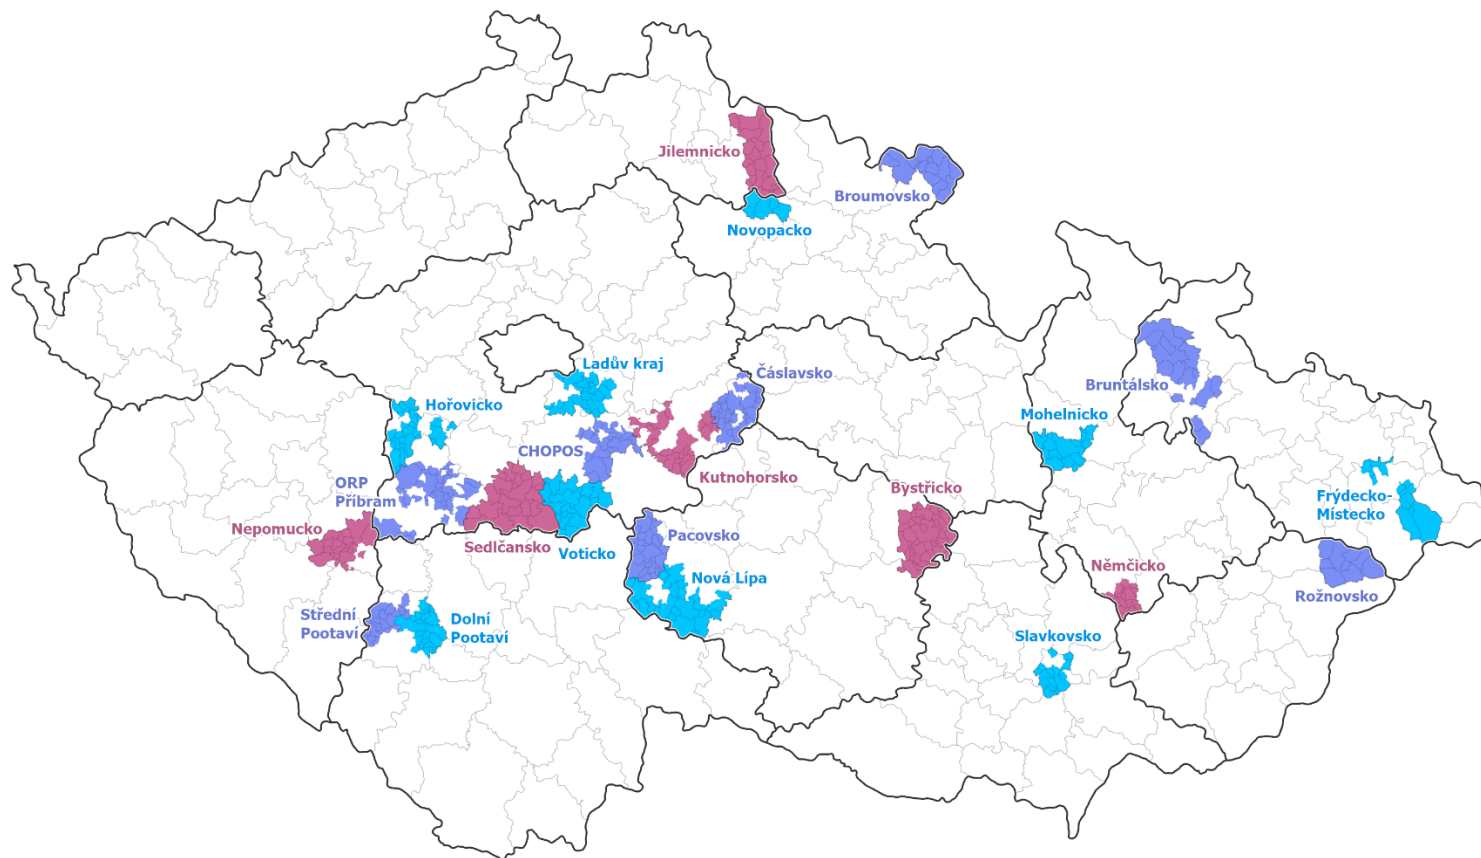 Jilemnicko
Broumovsko
Novopacko
Ladův kraj
Čáslavsko
Bruntálsko
Hořovicko
Mohelnicko
CHOPOS
Kutnohorsko
ORP
Příbram
Bystřicko
Frýdecko-
Místecko
Nepomucko
Sedlčansko
Voticko
Pacovsko
Němčicko
Nová Lípa
Rožnovsko
Střední
Pootaví
Dolní
Pootaví
Slavkovsko